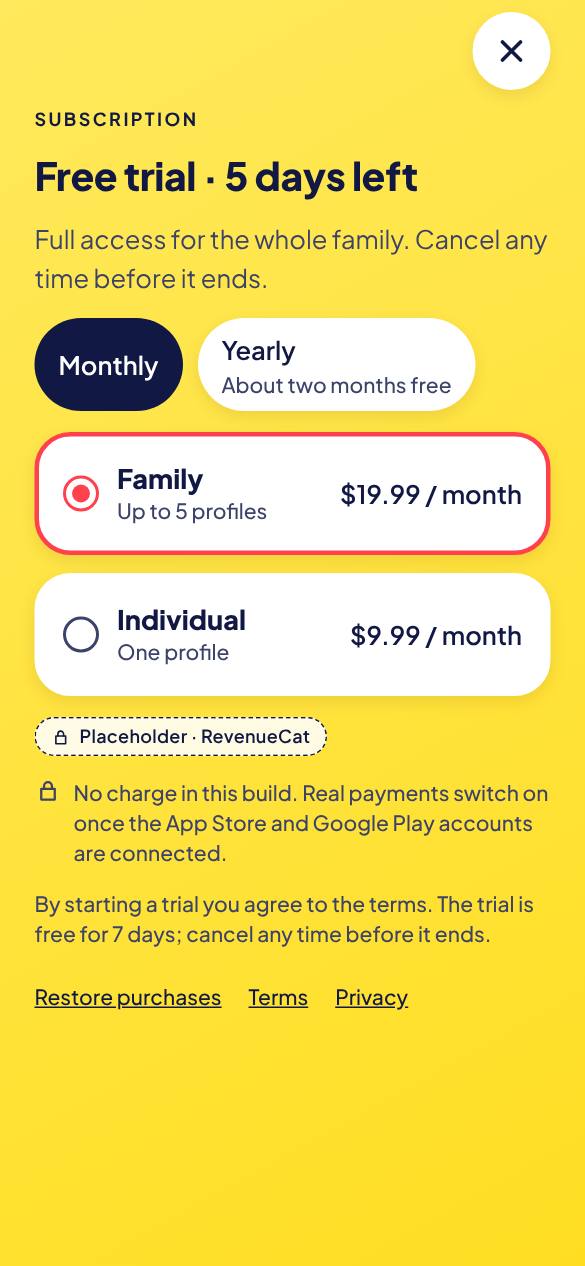 SUBSCRIPTION
Free trial · 5 days left
Full access for the whole family. Cancel any
time before it ends.
Monthly
Yearly
About two months free
Family
Up to 5 profiles
$19.99 / month
Individual
One profile
$9.99 / month
Placeholder · RevenueCat
No charge in this build. Real payments switch on
once the App Store and Google Play accounts
are connected.
By starting a trial you agree to the terms. The trial is
free for 7 days; cancel any time before it ends.
Restore purchases Terms Privacy